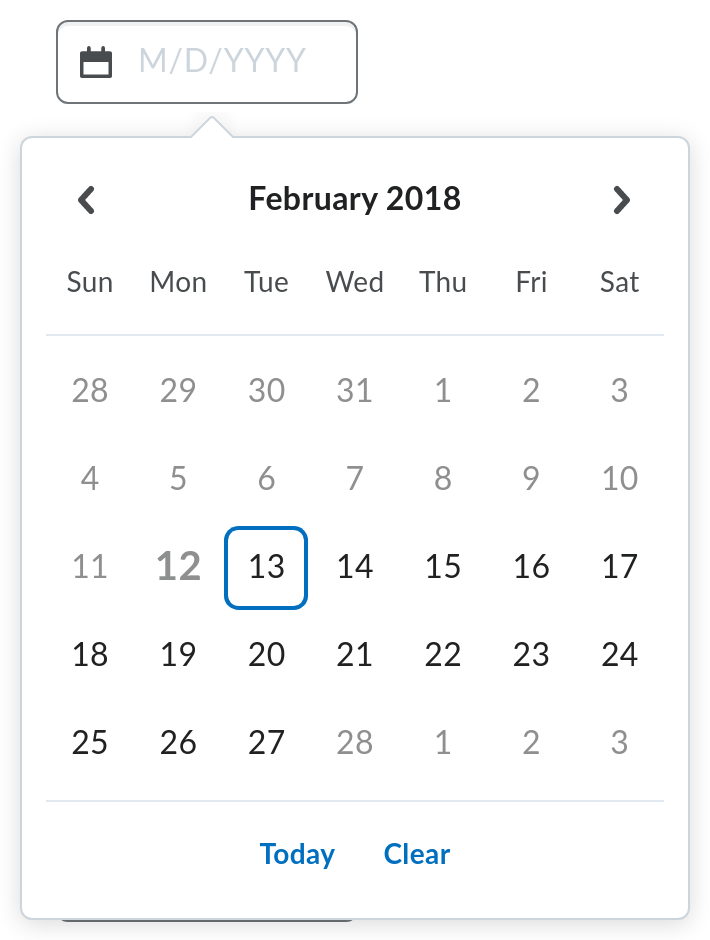 M/D/YYYY
February 2018
Sun Mon Tue Wed Thu Fri Sat
28 29 30 31 1 2 3
4 5 6 7 8 9 10
11 12 13 14 15 16 17
18 19 20 21 22 23 24
25 26 27 28 1 2 3
Today Clear